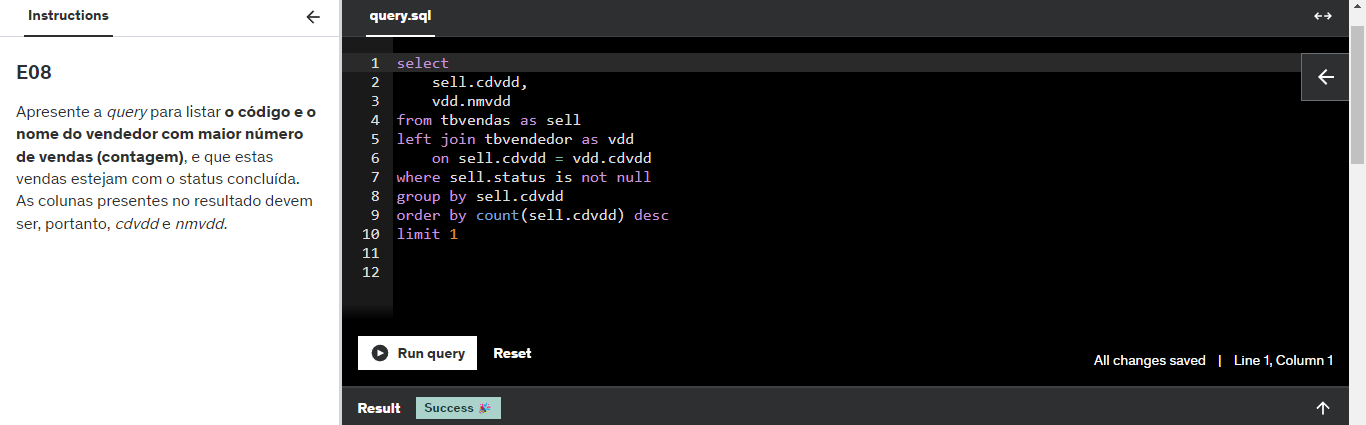 Instructions
E08
Apresente a query para listar o código e o
nome do vendedor com maior número
de vendas (contagem), e que estas
vendas estejam com o status concluída.
As colunas presentes no resultado devem
ser, portanto, cdvdd e nmvdd.
query.sql
1 select
2     sell.cdvdd,
3     vdd.nmvdd
4 from tbvendas as sell
5 left join tbvendedor as vdd
6     on sell.cdvdd = vdd.cdvdd
7 where sell.status is not null
8 group by sell.cdvdd
9 order by count(sell.cdvdd) desc
10 limit 1
11
12
Run query Reset
All changes saved | Line 1, Column 1
Result Success